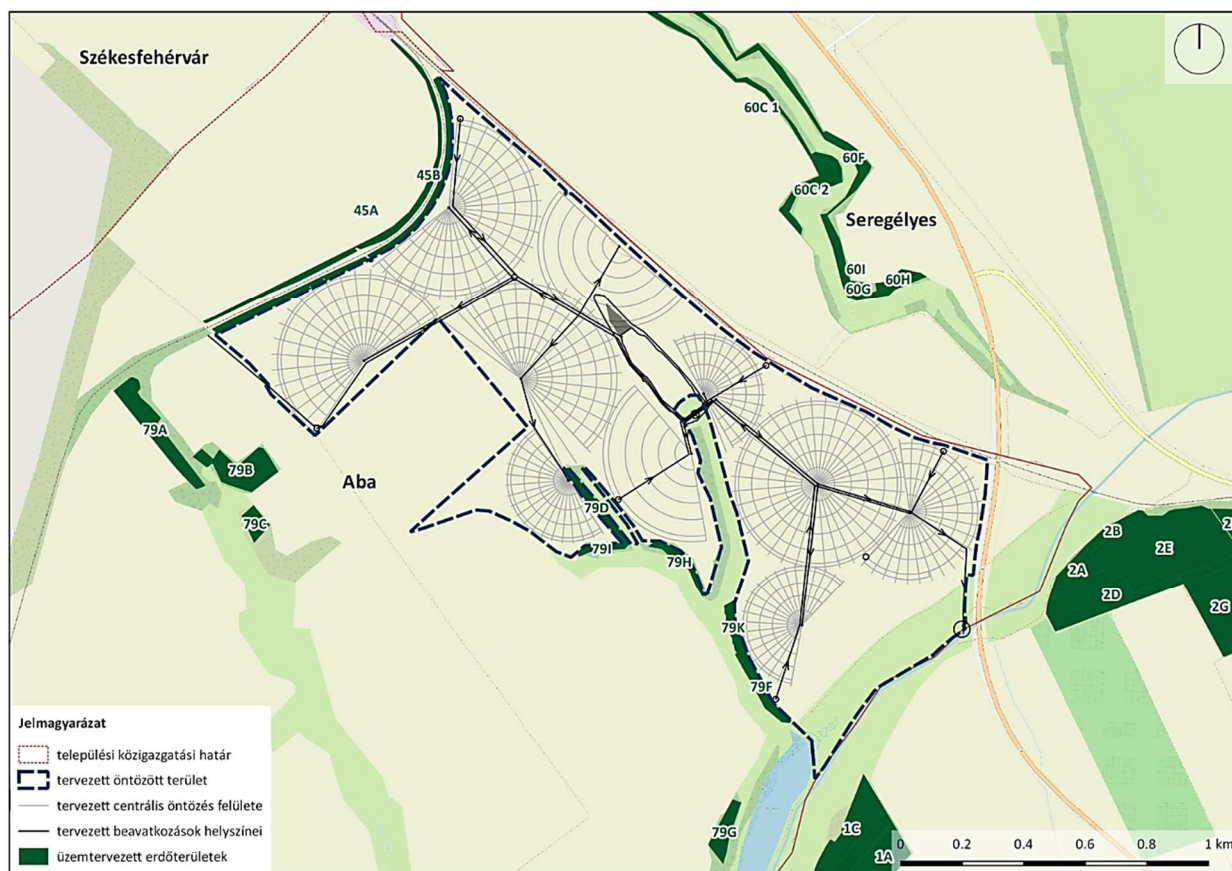 Székesfehérvár
60C 1
60F
45B
60C 2
45A
Seregélyes
60I
60H
60G
79A
79B
Aba
79C
79D
79I
79H
2B
2
2E
2A
2D
2G
79K
79F
79G
1C
1A
Jelmagyarázat
települési közigazgatási határ
tervezett öntözött terület
tervezett centrális öntözés felülete
tervezett beavatkozások helyszínei
üzemtervezett erdőterületek
0 0.2 0.4 0.6 0.8 1 km